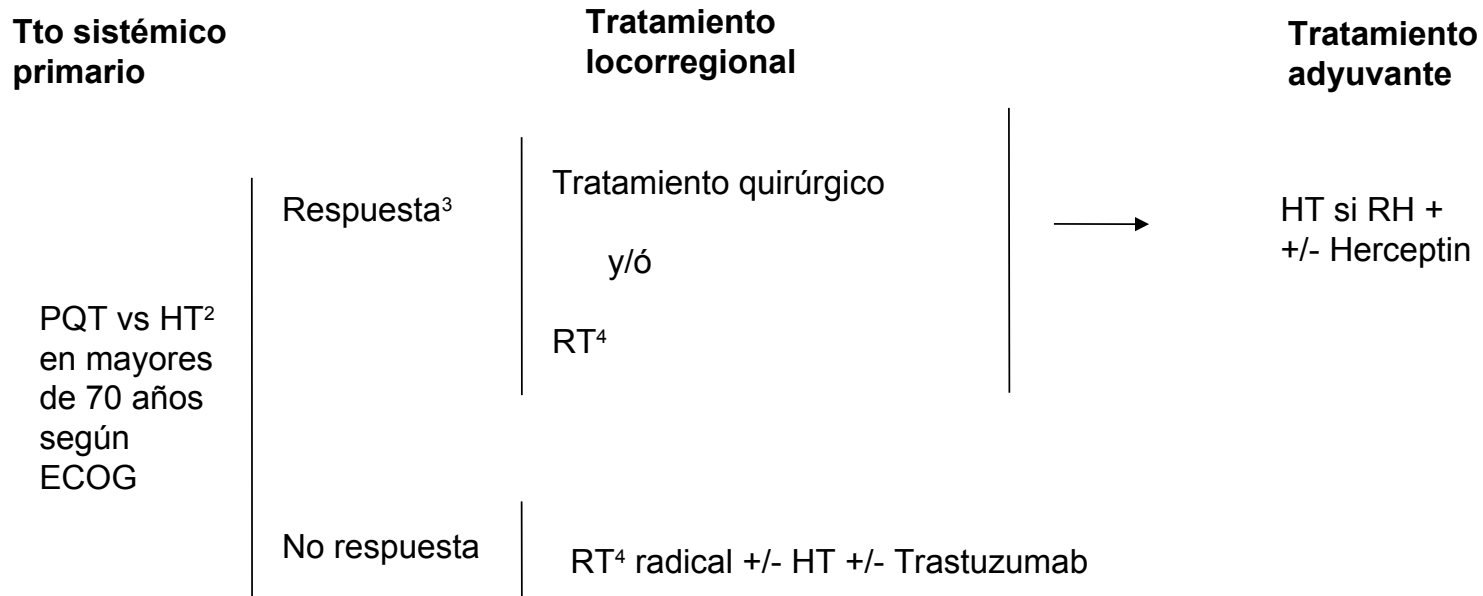 Tto sistémico
primario
Tratamiento
locorregional
Tratamiento
adyuvante
PQT vs HT²
en mayores
de 70 años
según
ECOG
Respuesta³
Tratamiento quirúrgico
y/ó
RT⁴
HT si RH +
+/- Herceptin
No respuesta
RT⁴ radical +/- HT +/- Trastuzumab